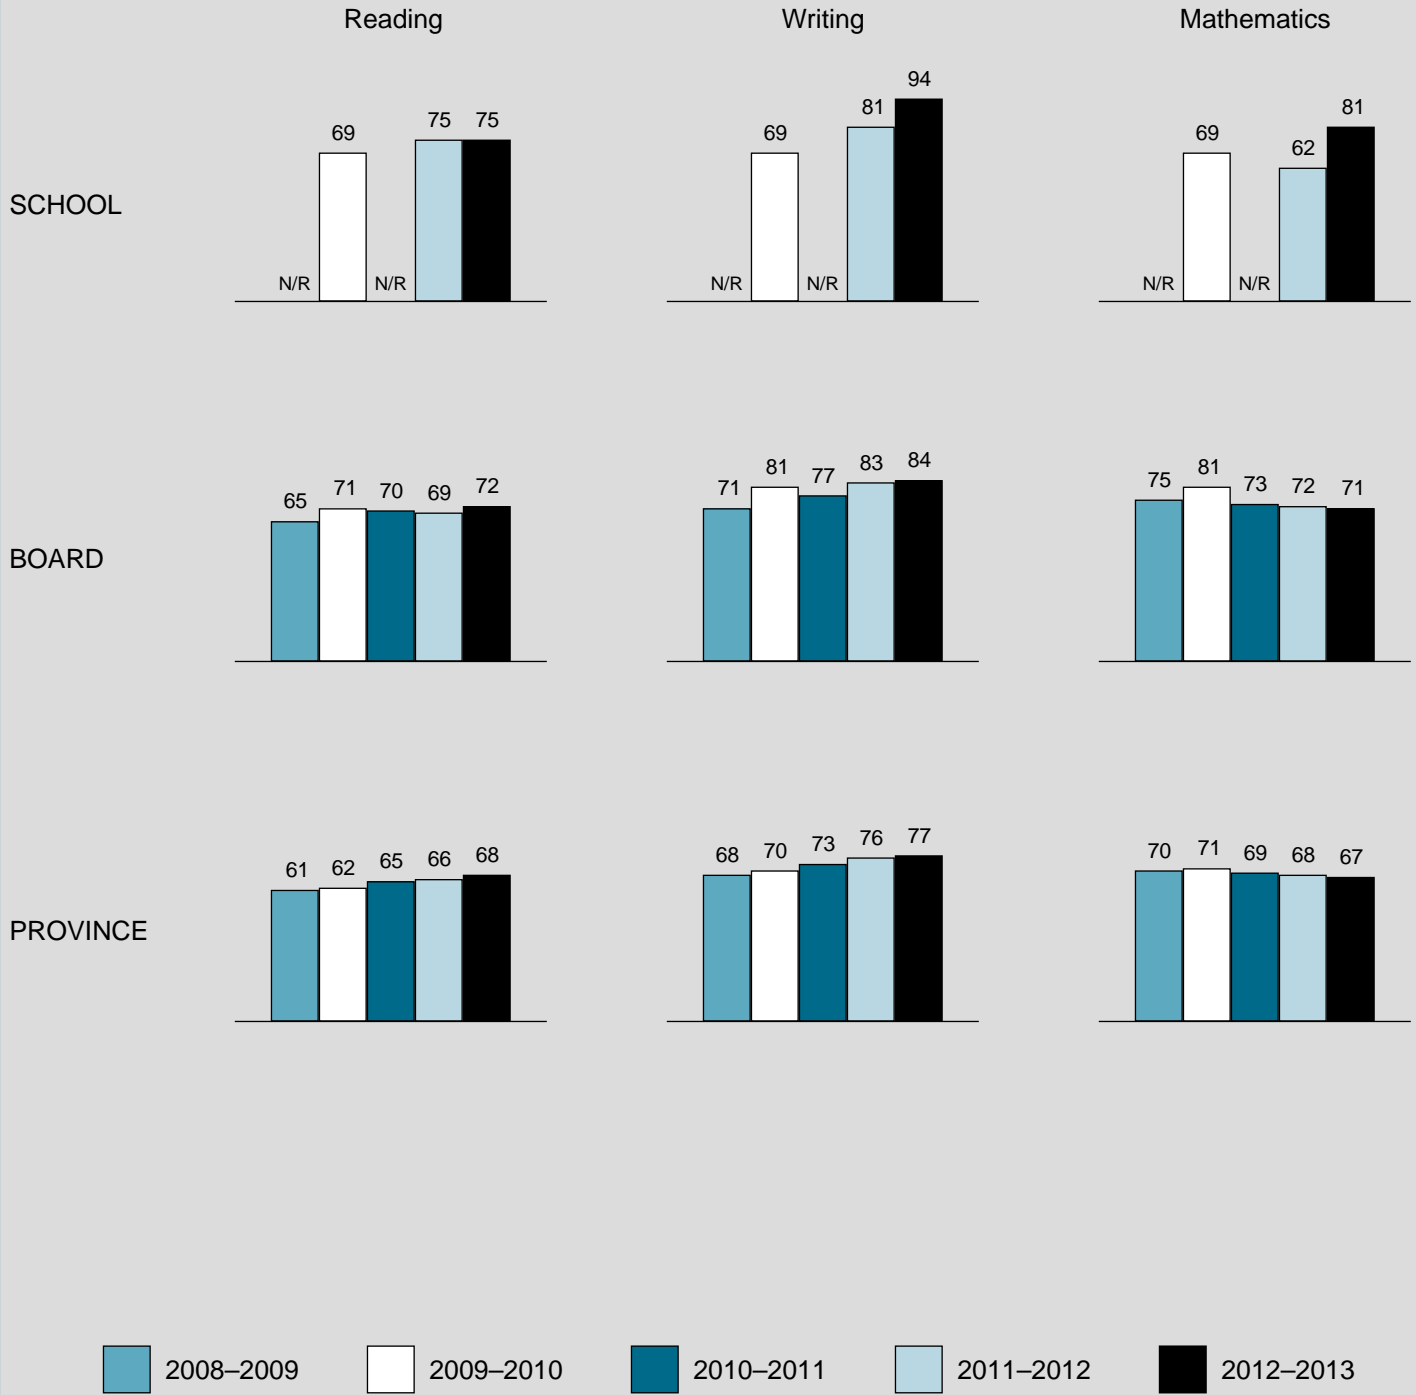 Reading Writing Mathematics
SCHOOL
N/R 69 N/R 75 75
N/R 69 N/R 81 94
N/R 69 N/R 62 81
BOARD
65 71 70 69 72
71 81 77 83 84
75 81 73 72 71
PROVINCE
61 62 65 66 68
68 70 73 76 77
70 71 69 68 67
2008–2009 2009–2010 2010–2011 2011–2012 2012–2013